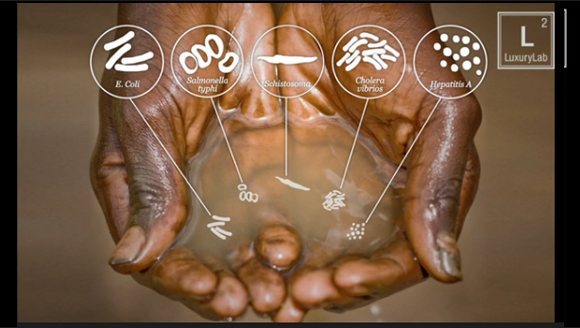 2
L
LuxuryLab
E. Coli
Salmonella
typhi
Schistosoma
Cholera
vibrios
Hepatitis A